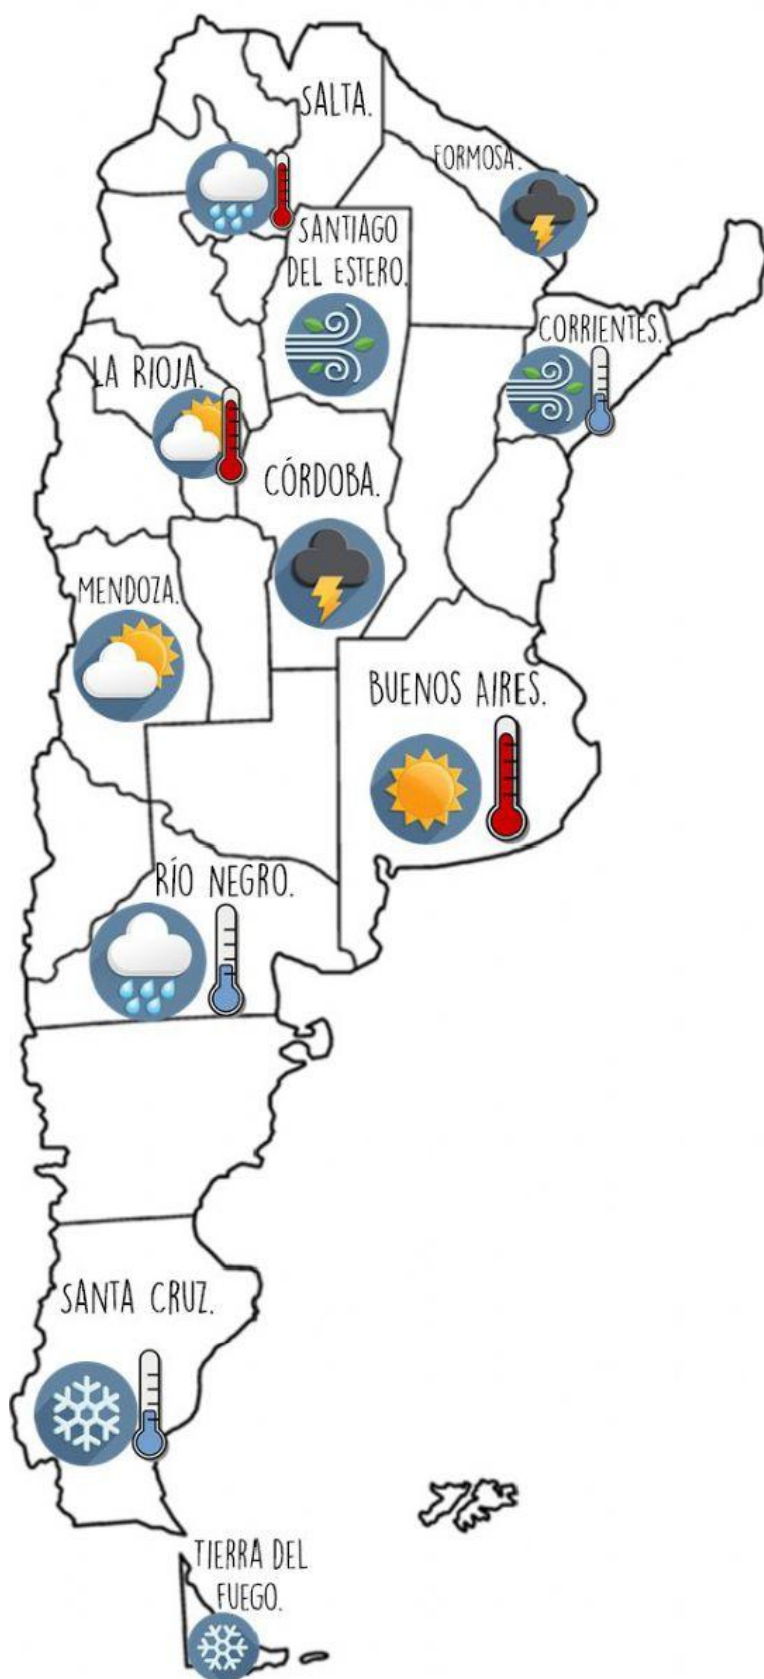 SALTA.
FORMOSA.
SANTIAGO
DEL ESTERO.
CORRIENTES.
LA RIOJA.
CÓRDOBA.
MENDOZA.
BUENOS AIRES.
RÍO NEGRO.
SANTA CRUZ.
TIERRA DEL
FUEGO.